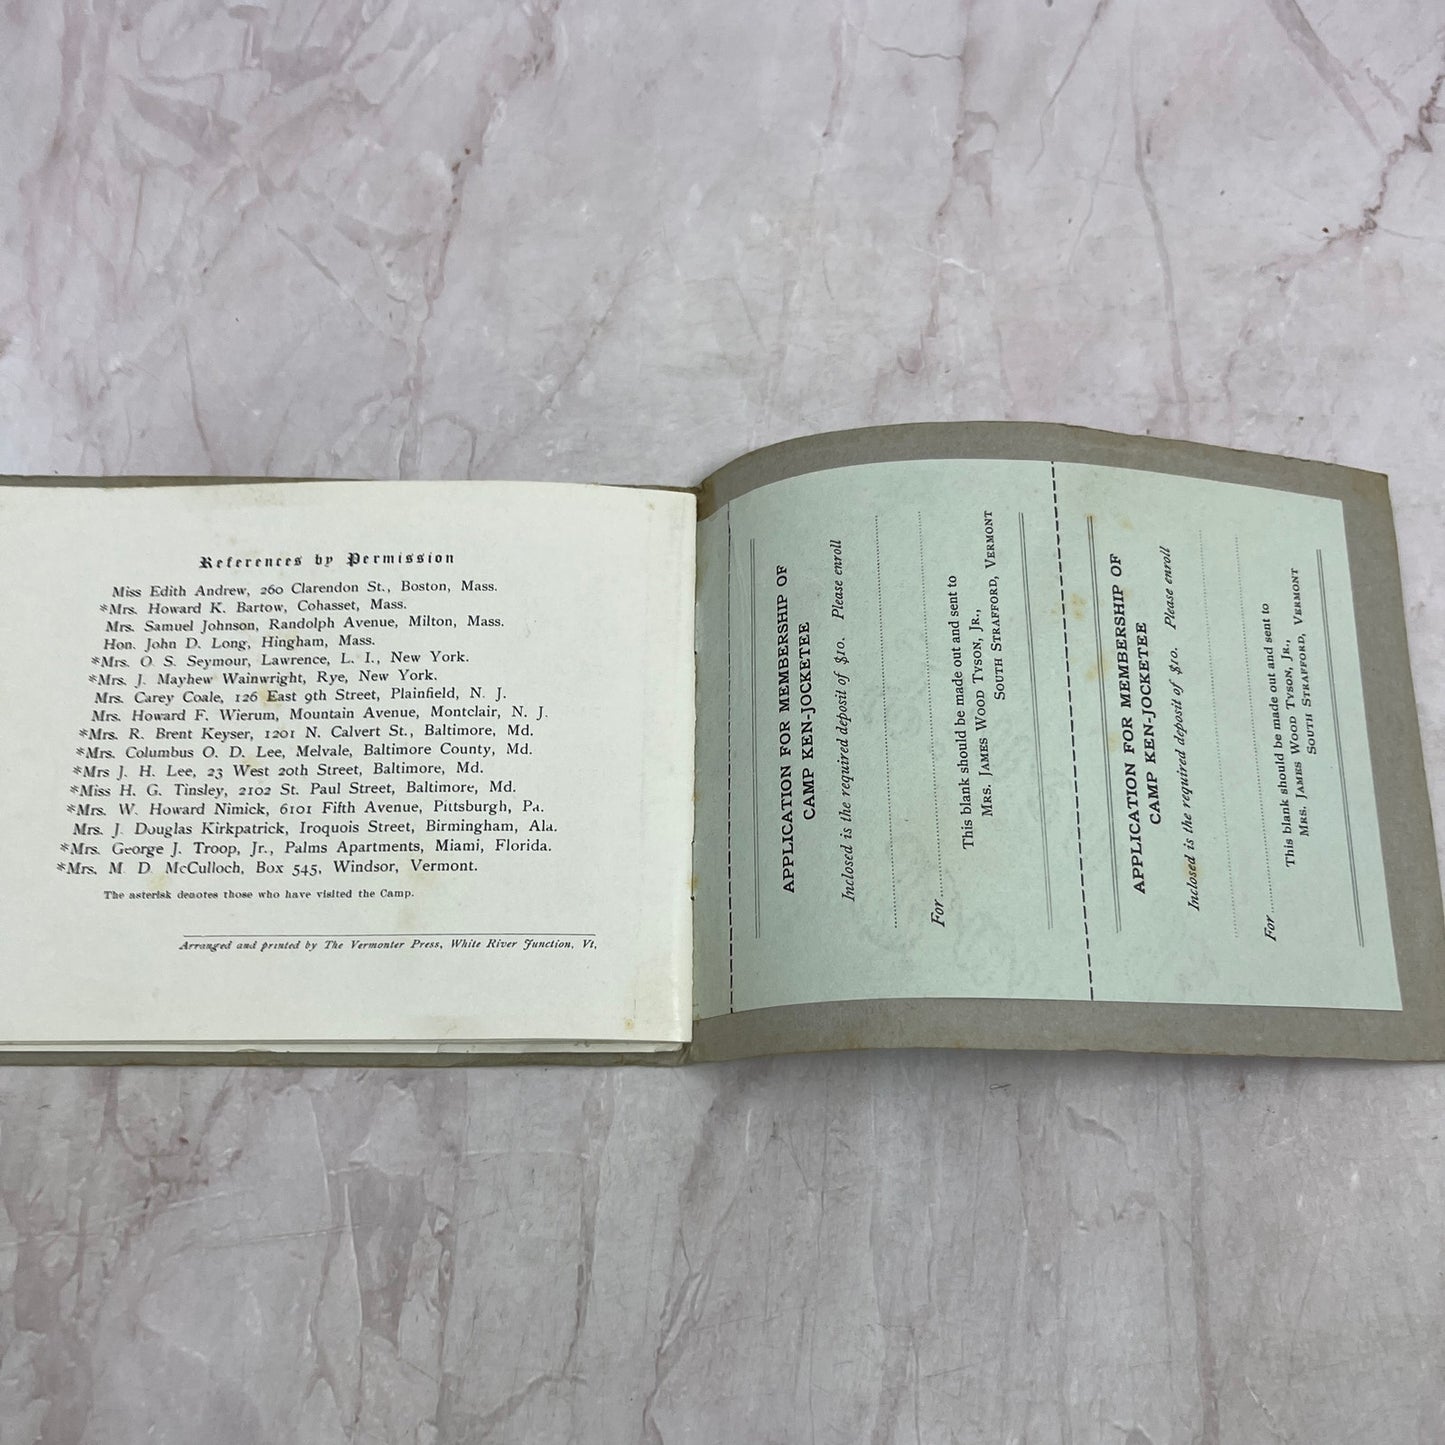 References by Permission
Miss Edith Andrew, 260 Clarendon St., Boston, Mass.
*Mrs. Howard K. Bartow, Cohasset, Mass.
Mrs. Samuel Johnson, Randolph Avenue, Milton, Mass.
Hon. John D. Long, Hingham, Mass.
*Mrs. O. S. Seymour, Lawrence, L. I., New York.
*Mrs. J. Mayhew Wainwright, Rye, New York.
Mrs. Carey Coale, 126 East 9th Street, Plainfield, N. J.
Mrs. Howard F. Wierum, Mountain Avenue, Montclair, N. J.
*Mrs. R. Brent Keyser, 1201 N. Calvert St., Baltimore, Md.
*Mrs. Columbus O. D. Lee, Melvale, Baltimore County, Md.
*Mrs J. H. Lee, 23 West 20th Street, Baltimore, Md.
*Miss H. G. Tinsley, 2102 St. Paul Street, Baltimore, Md.
*Mrs. W. Howard Nimick, 6101 Fifth Avenue, Pittsburgh, Pa.
Mrs. J. Douglas Kirkpatrick, Iroquois Street, Birmingham, Ala.
*Mrs. George J. Troop, Jr., Palms Apartments, Miami, Florida.
*Mrs. M. D. McCulloch, Box 545, Windsor, Vermont.
The asterisk denotes those who have visited the Camp.
Arranged and printed by The Vermonter Press, White River Junction, Vt.
APPLICATION FOR MEMBERSHIP OF
CAMP KEN-JOCKETEE
Inclosed is the required deposit of $10. Please enroll
For
This blank should be made out and sent to
MRS. JAMES WOOD TYSON, JR.,
SOUTH STRAFFORD, VERMONT
APPLICATION FOR MEMBERSHIP OF
CAMP KEN-JOCKETEE
Inclosed is the required deposit of $10. Please enroll
For
This blank should be made out and sent to
MRS. JAMES WOOD TYSON, JR.,
SOUTH STRAFFORD, VERMONT